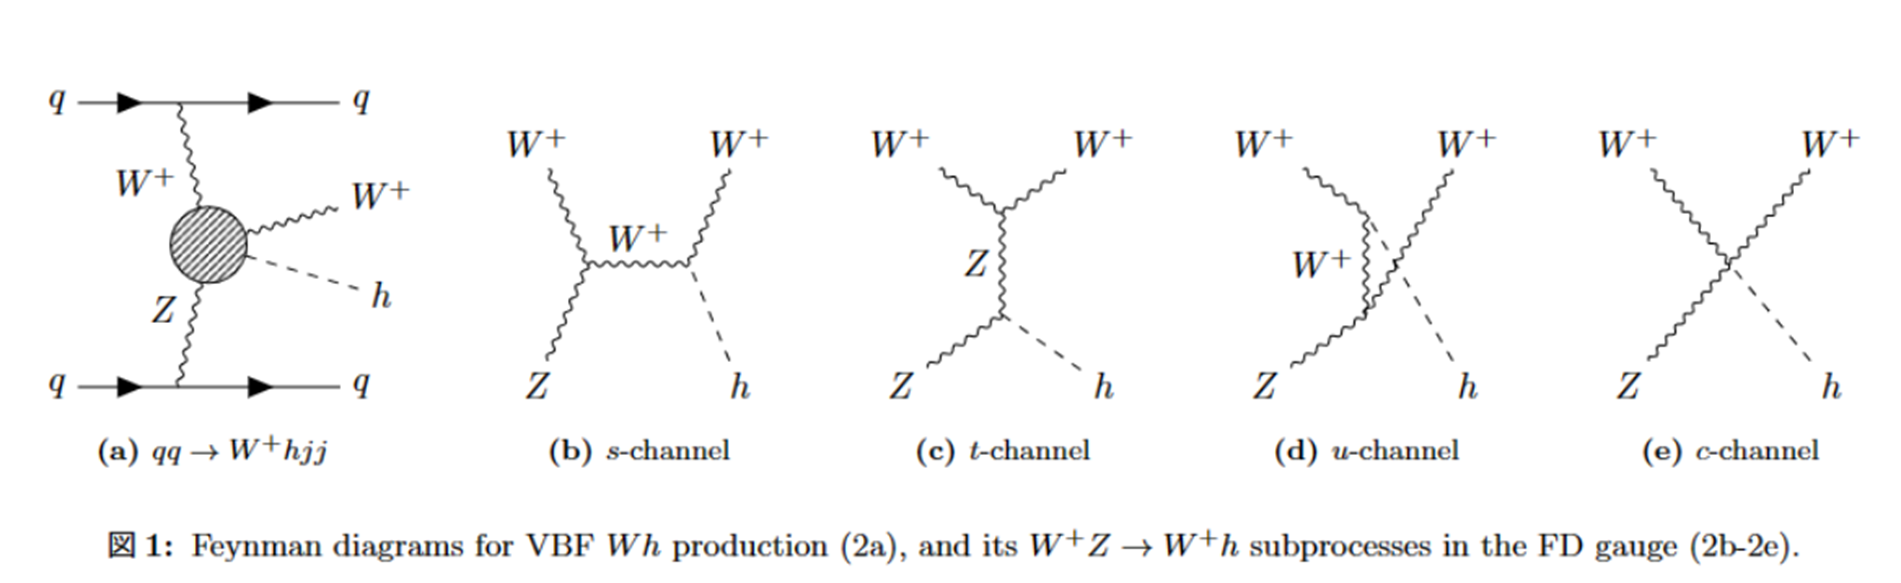 q q
W+ W+
Z h
q q
(a) qq → W+hjj
W+ W+
W+
Z h
(b) s-channel
W+ W+
Z
Z h
(c) t-channel
W+ W+
W+
Z h
(d) u-channel
W+ W+
Z h
(e) c-channel
図 1: Feynman diagrams for VBF Wh production (2a), and its W+Z → W+h subprocesses in the FD gauge (2b-2e).